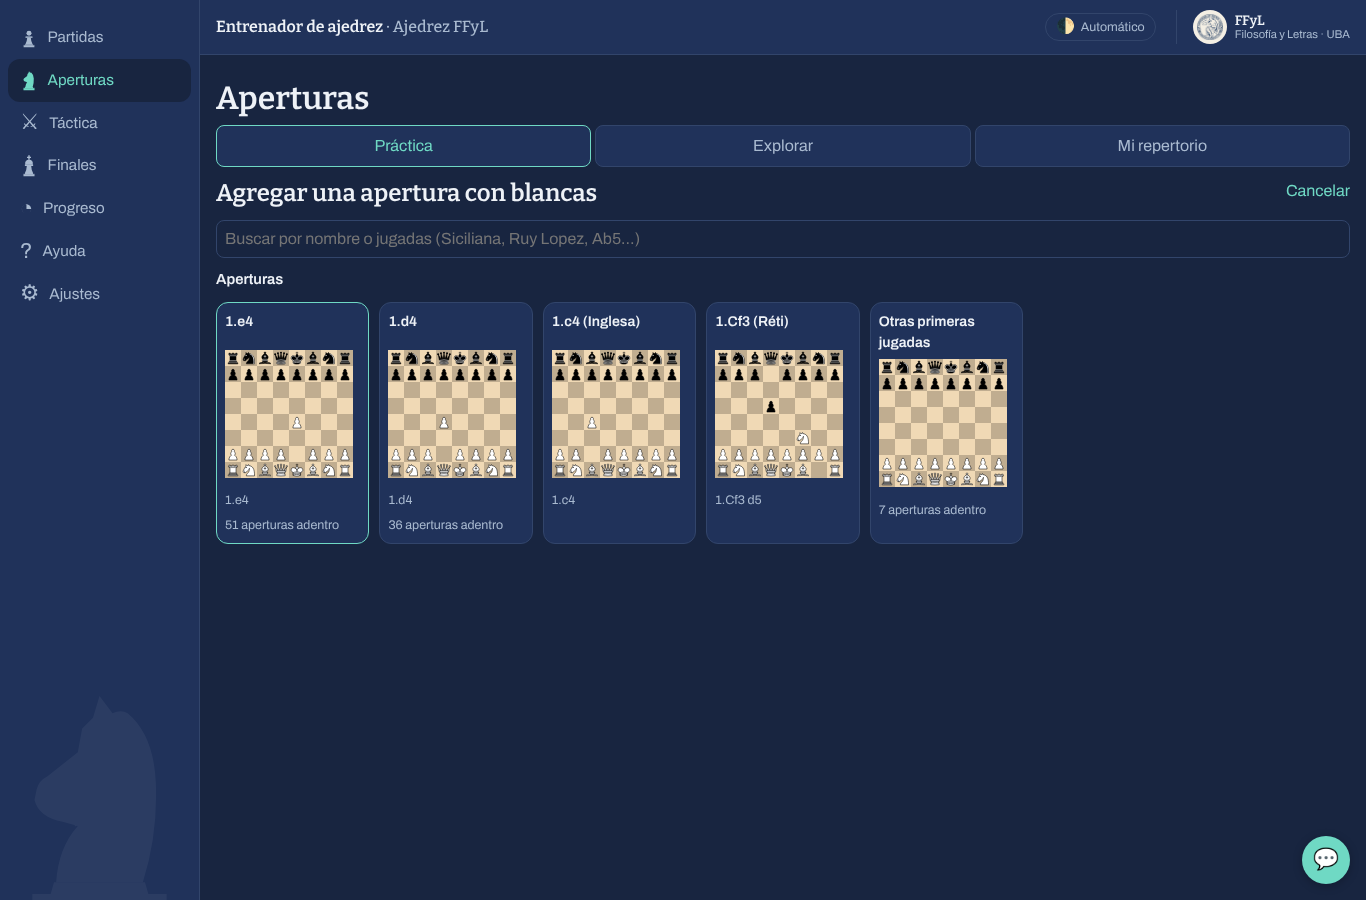 Partidas
Aperturas
Táctica
Finales
Progreso
? Ayuda
Ajustes
Entrenador de ajedrez · Ajedrez FFyL
Automático
FFyL
Filosofía y Letras · UBA
Aperturas
Práctica
Explorar
Mi repertorio
Agregar una apertura con blancas
Cancelar
Buscar por nombre o jugadas (Siciliana, Ruy Lopez, Ab5...)
Aperturas
1.e4
1.e4
51 aperturas adentro
1.d4
1.d4
36 aperturas adentro
1.c4 (Inglesa)
1.c4
1.Cf3 (Réti)
1.Cf3 d5
Otras primeras
jugadas
7 aperturas adentro